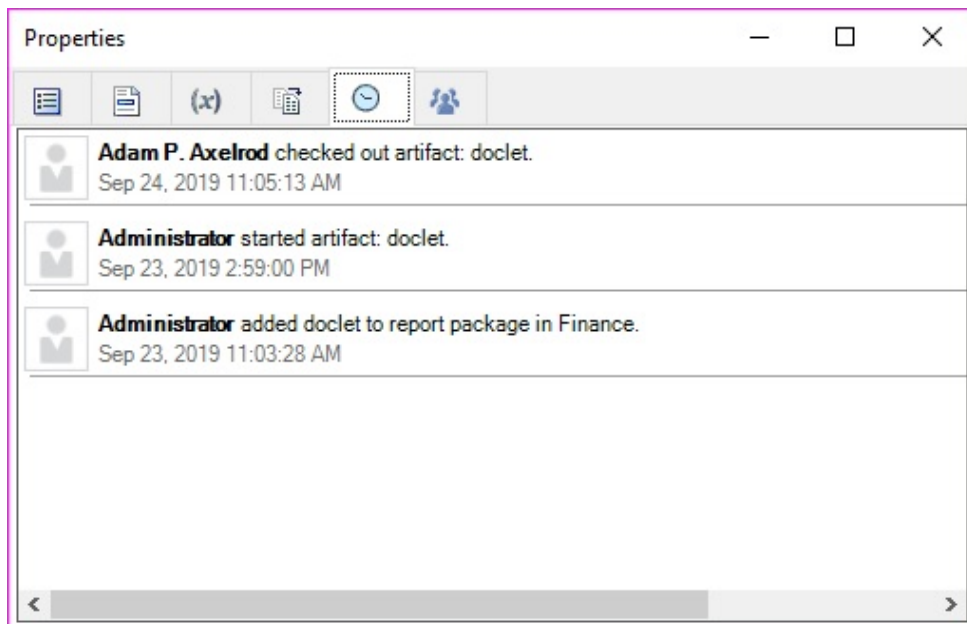 Properties
(x)
Adam P. Axelrod checked out artifact: doclet.
Sep 24, 2019 11:05:13 AM
Administrator started artifact: doclet.
Sep 23, 2019 2:59:00 PM
Administrator added doclet to report package in Finance.
Sep 23, 2019 11:03:28 AM